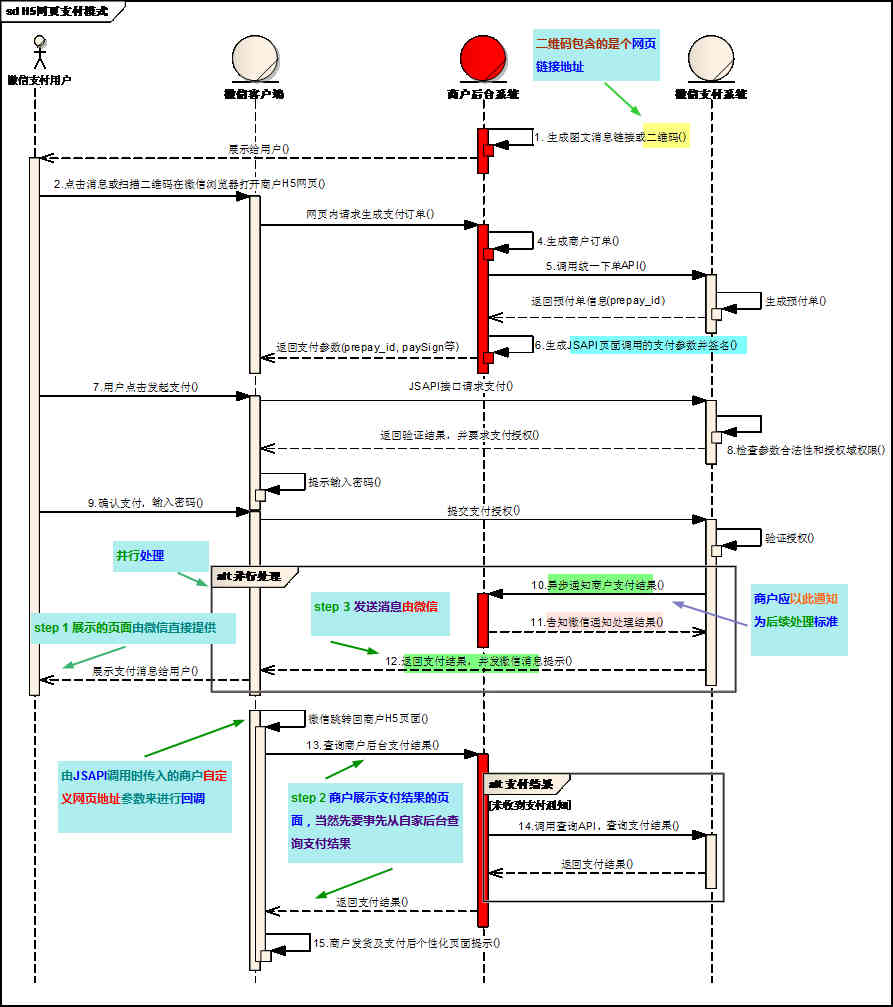 sd H5网页支付模式
二维码包含的是个网页
链接地址
微信支付用户
微信客户端
商户后台系统
微信支付系统
1. 生成图文消息链接或二维码()
展示给用户()
2.点击消息或扫描二维码在微信浏览器打开商户H5网页()
网页内请求生成支付订单()
4.生成商户订单()
5.调用统一下单API()
返回预付单信息(prepay_id)
生成预付单()
6.生成JSAPI页面调用的支付参数并签名()
返回支付参数(prepay_id, paySign等)
7.用户点击发起支付()
JSAPI接口请求支付()
返回验证结果，并要求支付授权()
8.检查参数合法性和授权域权限()
提示输入密码()
9.确认支付，输入密码()
提交支付授权()
验证授权()
并行处理
alt 并行处理
10.异步通知商户支付结果()
商户应以此通知
为后续处理标准
step 3 发送消息由微信
11.告知微信通知处理结果()
step 1 展示的页面由微信直接提供
12.返回支付结果，并发微信消息提示()
展示支付消息给用户()
微信跳转回商户H5页面()
13.查询商户后台支付结果()
由JSAPI调用时传入的商户自定
义网页地址参数来进行回调
step 2 商户展示支付结果的页
面，当然先要事先从自家后台查
询支付结果
alt 支付结果
[未收到支付通知]
14.调用查询API，查询支付结果()
返回支付结果()
返回支付结果()
15.商户发货及支付后个性化页面提示()